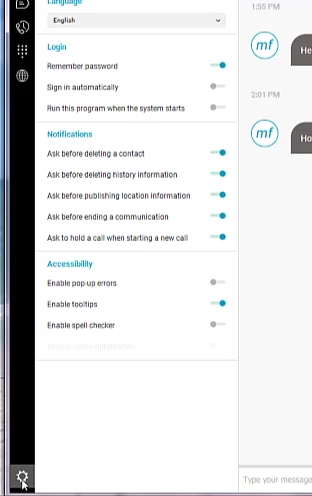 Language
1:55 PM
English
mf
He
Login
Remember password
Sign in automatically
Run this program when the system starts
2:01 PM
Notifications
mf
Ho
Ask before deleting a contact
Ask before deleting history information
Ask before publishing location information
Ask before ending a communication
Ask to hold a call when starting a new call
Accessibility
Enable pop-up errors
Enable tooltips
Enable spell checker
Type your message